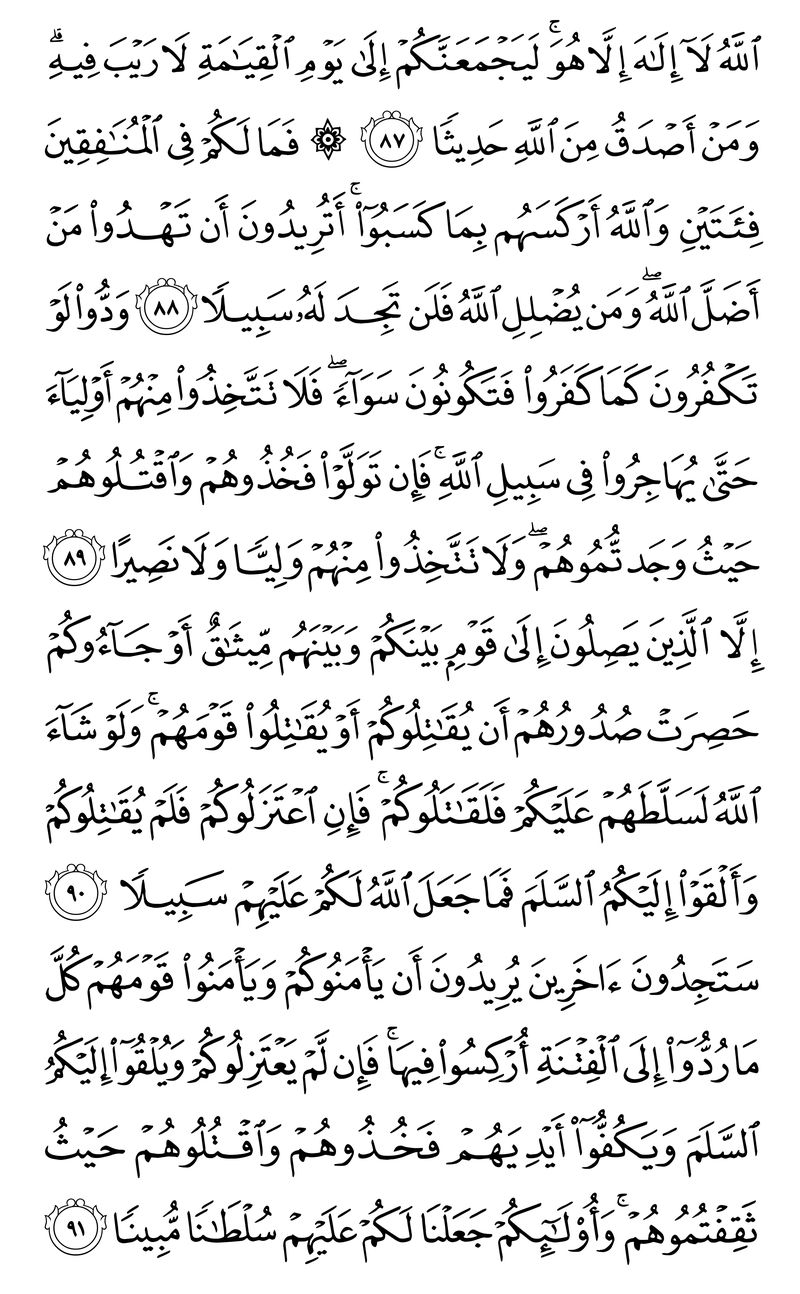 ٱللَّهُ لَآ إِلَٰهَ إِلَّا هُوَۚ لَيَجۡمَعَنَّكُمۡ إِلَىٰ يَوۡمِ ٱلۡقِيَٰمَةِ لَا رَيۡبَ فِيهِۗ
وَمَنۡ أَصۡدَقُ مِنَ ٱللَّهِ حَدِيثٗا ٨٧ ۞ فَمَا لَكُمۡ فِي ٱلۡمُنَٰفِقِينَ
فِئَتَيۡنِ وَٱللَّهُ أَرۡكَسَهُم بِمَا كَسَبُوٓاْۚ أَتُرِيدُونَ أَن تَهۡدُواْ مَنۡ
أَضَلَّ ٱللَّهُۖ وَمَن يُضۡلِلِ ٱللَّهُ فَلَن تَجِدَ لَهُۥ سَبِيلٗا ٨٨ وَدُّواْ لَوۡ
تَكۡفُرُونَ كَمَا كَفَرُواْ فَتَكُونُونَ سَوَآءٗۖ فَلَا تَتَّخِذُواْ مِنۡهُمۡ أَوۡلِيَآءَ
حَتَّىٰ يُهَاجِرُواْ فِي سَبِيلِ ٱللَّهِۚ فَإِن تَوَلَّوۡاْ فَخُذُوهُمۡ وَٱقۡتُلُوهُمۡ
حَيۡثُ وَجَدتُّمُوهُمۡۖ وَلَا تَتَّخِذُواْ مِنۡهُمۡ وَلِيّٗا وَلَا نَصِيرًا ٨٩
إِلَّا ٱلَّذِينَ يَصِلُونَ إِلَىٰ قَوۡمِۭ بَيۡنَكُمۡ وَبَيۡنَهُم مِّيثَٰقٌ أَوۡ جَآءُوكُمۡ
حَصِرَتۡ صُدُورُهُمۡ أَن يُقَٰتِلُوكُمۡ أَوۡ يُقَٰتِلُواْ قَوۡمَهُمۡۚ وَلَوۡ شَآءَ
ٱللَّهُ لَسَلَّطَهُمۡ عَلَيۡكُمۡ فَلَقَٰتَلُوكُمۡۚ فَإِنِ ٱعۡتَزَلُوكُمۡ فَلَمۡ يُقَٰتِلُوكُمۡ
وَأَلۡقَوۡاْ إِلَيۡكُمُ ٱلسَّلَمَ فَمَا جَعَلَ ٱللَّهُ لَكُمۡ عَلَيۡهِمۡ سَبِيلٗا ٩٠
سَتَجِدُونَ ءَاخَرِينَ يُرِيدُونَ أَن يَأۡمَنُوكُمۡ وَيَأۡمَنُواْ قَوۡمَهُمۡ كُلَّ
مَا رُدُّوٓاْ إِلَى ٱلۡفِتۡنَةِ أُرۡكِسُواْ فِيهَاۚ فَإِن لَّمۡ يَعۡتَزِلُوكُمۡ وَيُلۡقُوٓاْ إِلَيۡكُمُ
ٱلسَّلَمَ وَيَكُفُّوٓاْ أَيۡدِيَهُمۡ فَخُذُوهُمۡ وَٱقۡتُلُوهُمۡ حَيۡثُ
ثَقِفۡتُمُوهُمۡۚ وَأُوْلَٰٓئِكُمۡ جَعَلۡنَا لَكُمۡ عَلَيۡهِمۡ سُلۡطَٰنٗا مُّبِينٗا ٩١